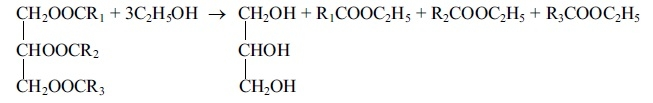 CH₂OOCR₁ + 3C₂H₅OH → CH₂OH + R₁COOC₂H₅ + R₂COOC₂H₅ + R₃COOC₂H₅
CHOOCR₂ CHOH
CH₂OOCR₃ CH₂OH